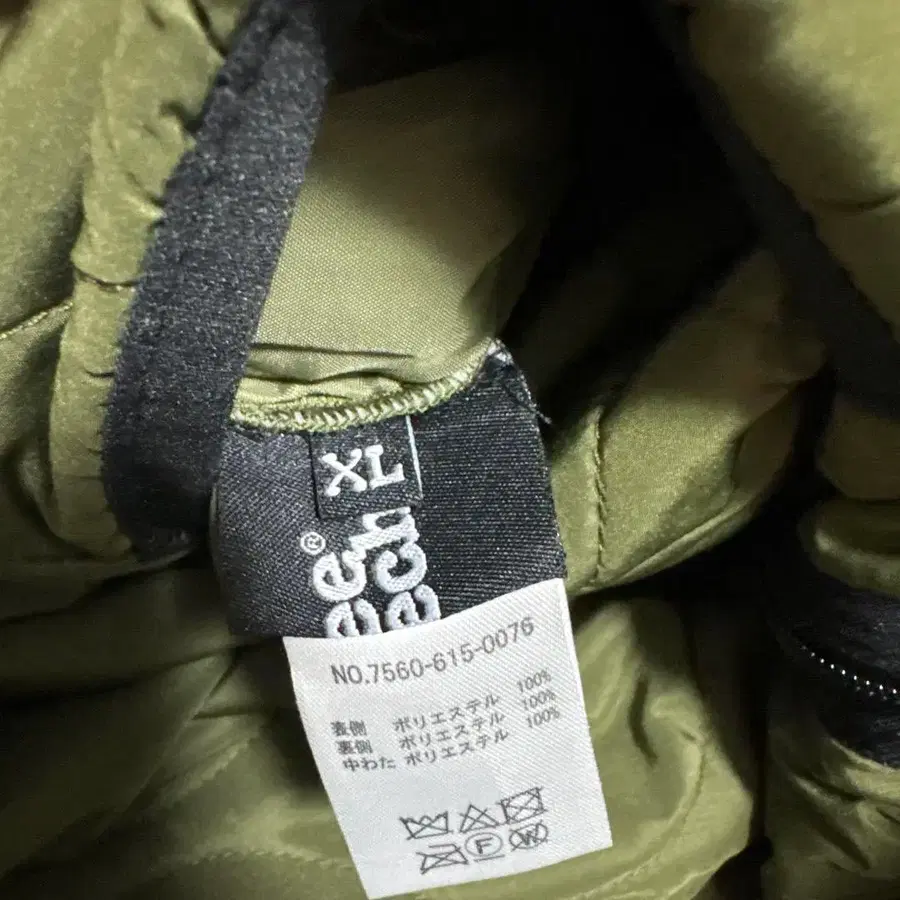 XL
®
NO.7560-615-0076
表側 ポリエステル 100%
裏側 ポリエステル 100%
中わた ポリエステル 100%
F
W